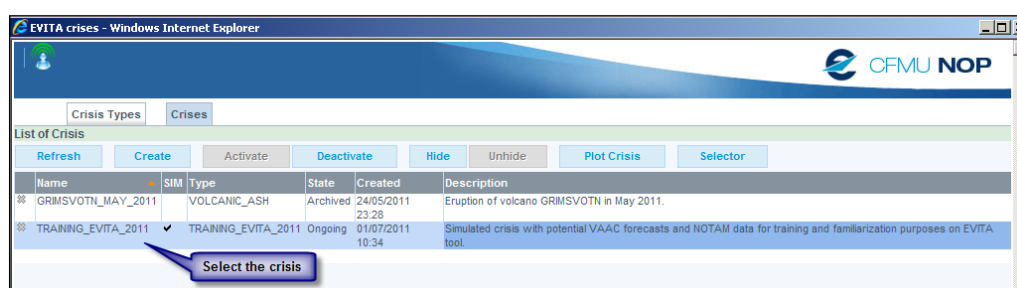 EVITA crises - Windows Internet Explorer
CFMU NOP
Crisis Types Crises
List of Crisis
Refresh Create Activate Deactivate Hide Unhide Plot Crisis Selector
Name SIM Type State Created Description
GRIMSVOTN_MAY_2011 VOLCANIC_ASH Archived 24/05/2011 Eruption of volcano GRIMSVOTN in May 2011.
23:28
TRAINING_EVITA_2011 TRAINING_EVITA_2011 Ongoing 01/07/2011 Simulated crisis with potential VAAC forecasts and NOTAM data for training and familiarization purposes on EVITA
10:34 tool.
Select the crisis